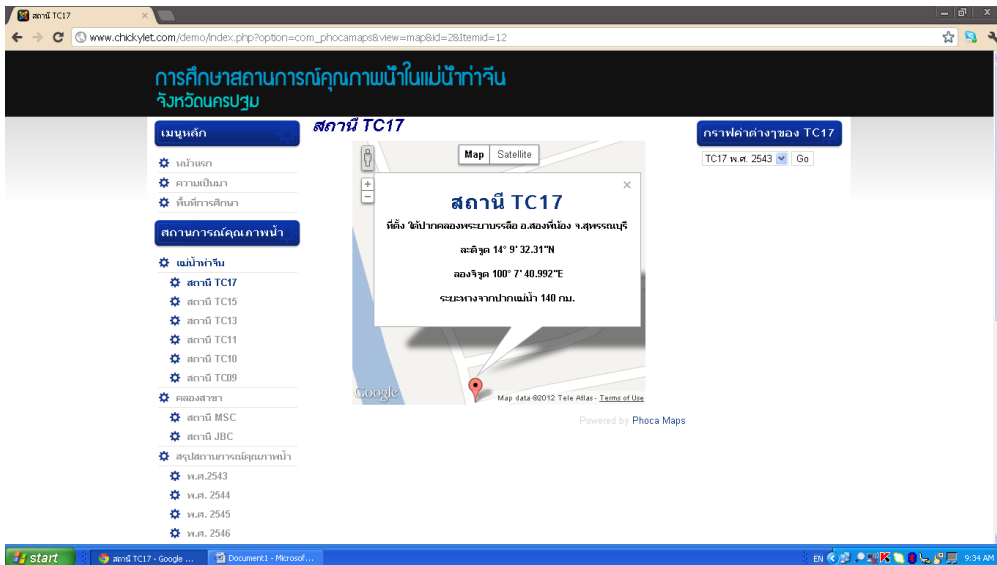 สถานี TC17
www.chickylet.com/demo/index.php?option=com_phocamaps&view=map&id=2&Itemid=12
การศึกษาสถานการณ์คุณภาพน้ำในแม่น้ำท่าจีน
จังหวัดนครปฐม
เมนูหลัก
หน้าแรก
ความเป็นมา
พื้นที่การศึกษา
สถานการณ์คุณภาพน้ำ
แม่น้ำท่าจีน
สถานี TC17
สถานี TC15
สถานี TC13
สถานี TC11
สถานี TC10
สถานี TC09
คลองสาขา
สถานี MSC
สถานี JBC
สรุปสถานการณ์คุณภาพน้ำ
พ.ศ.2543
พ.ศ. 2544
พ.ศ. 2545
พ.ศ. 2546
สถานี TC17
Map Satellite
สถานี TC17
ที่ตั้ง ใต้ปากคลองพระยาบรรลือ อ.สองพี่น้อง จ.สุพรรณบุรี
ละติจูด 14° 9' 32.31"N
ลองจิจูด 100° 7' 40.992"E
ระยะทางจากปากแม่น้ำ 140 กม.
Google
Map data ©2012 Tele Atlas - Terms of Use
Powered by Phoca Maps
กราฟค่าต่างๆของ TC17
TC17 พ.ศ. 2543 Go
start
สถานี TC17 - Google ...
Document1 - Microsof...
EN
9:34 AM